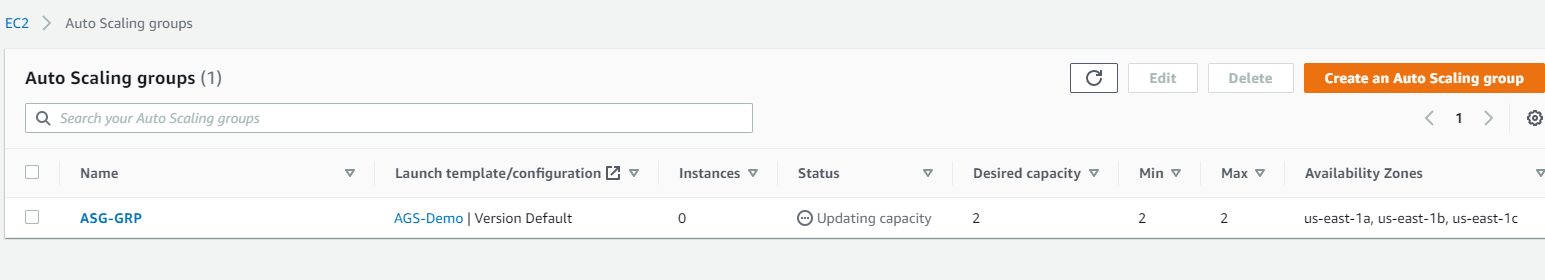 EC2 Auto Scaling groups
Auto Scaling groups (1) Edit Delete Create an Auto Scaling group
Search your Auto Scaling groups 1
Name Launch template/configuration Instances Status Desired capacity Min Max Availability Zones
ASG-GRP AGS-Demo | Version Default 0 Updating capacity 2 2 2 us-east-1a, us-east-1b, us-east-1c